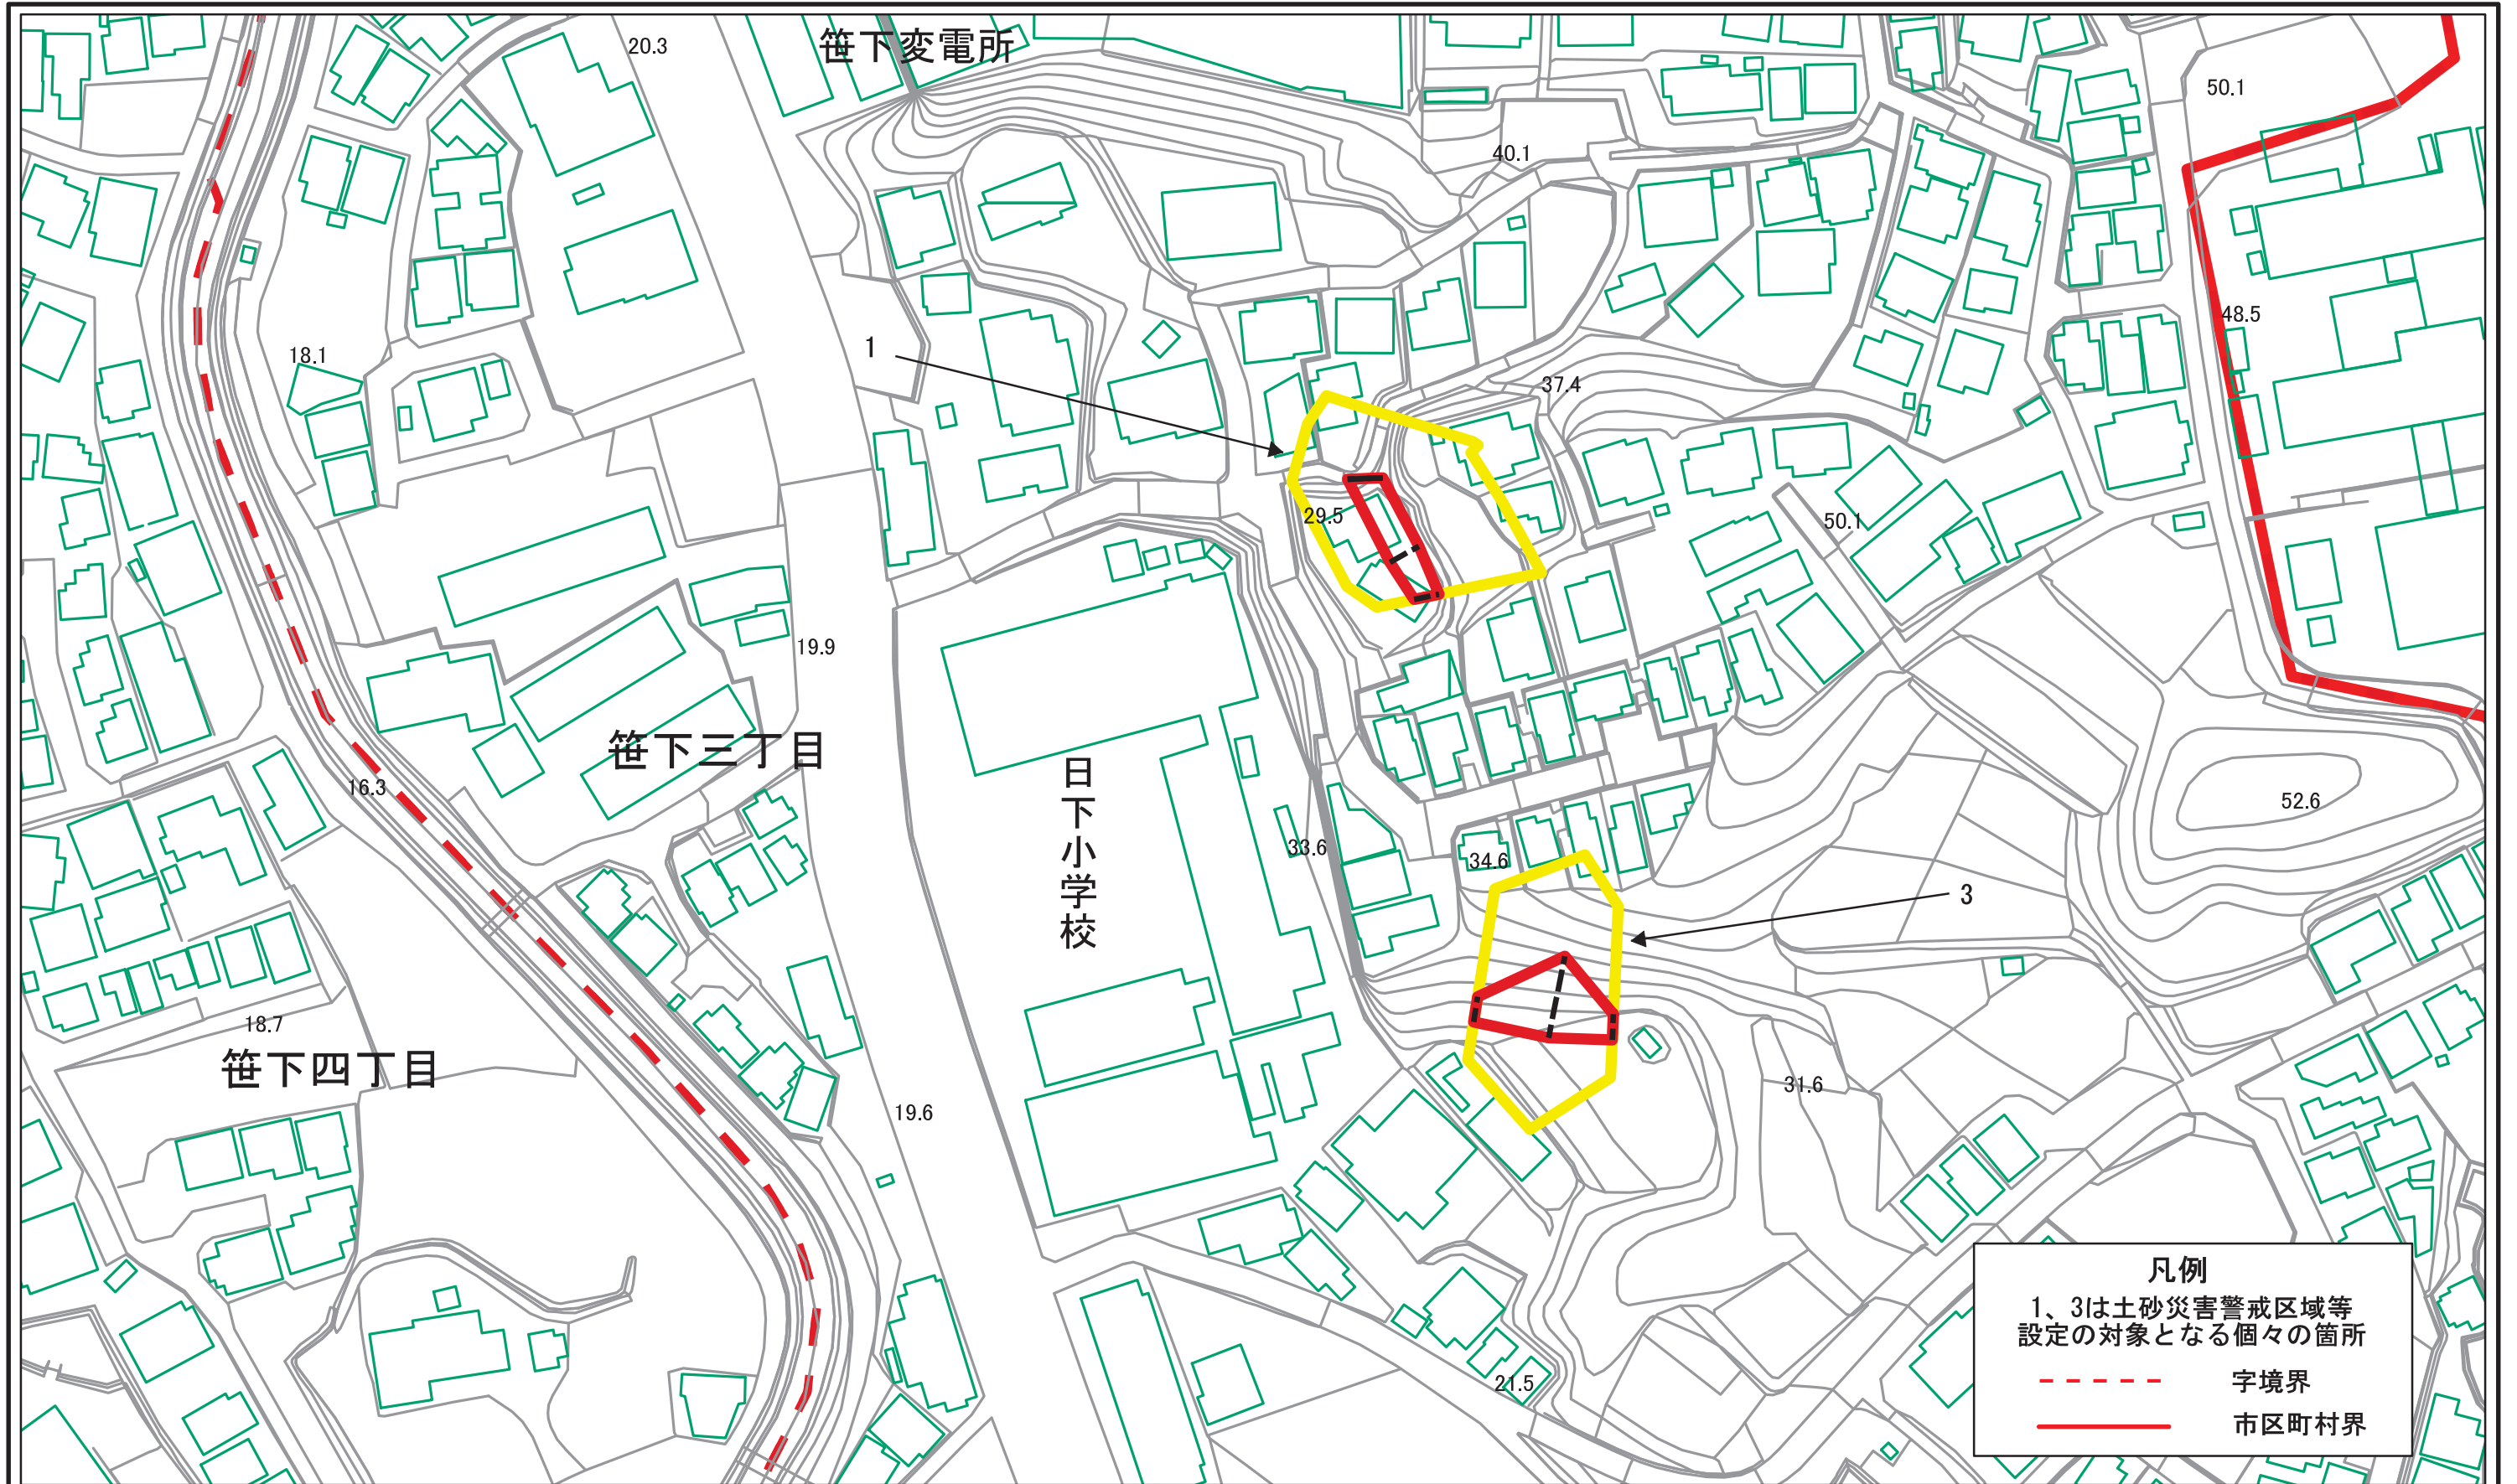 笹下変電所
20.3
50.1
40.1
48.5
18.1
1
37.4
29.5
50.1
19.9
笹下三丁目
16.3
日下小学校
52.6
33.6
34.6
3
18.7
笹下四丁目
31.6
19.6
21.5
凡例
1、3は土砂災害警戒区域等
設定の対象となる個々の箇所
字境界
市区町村界